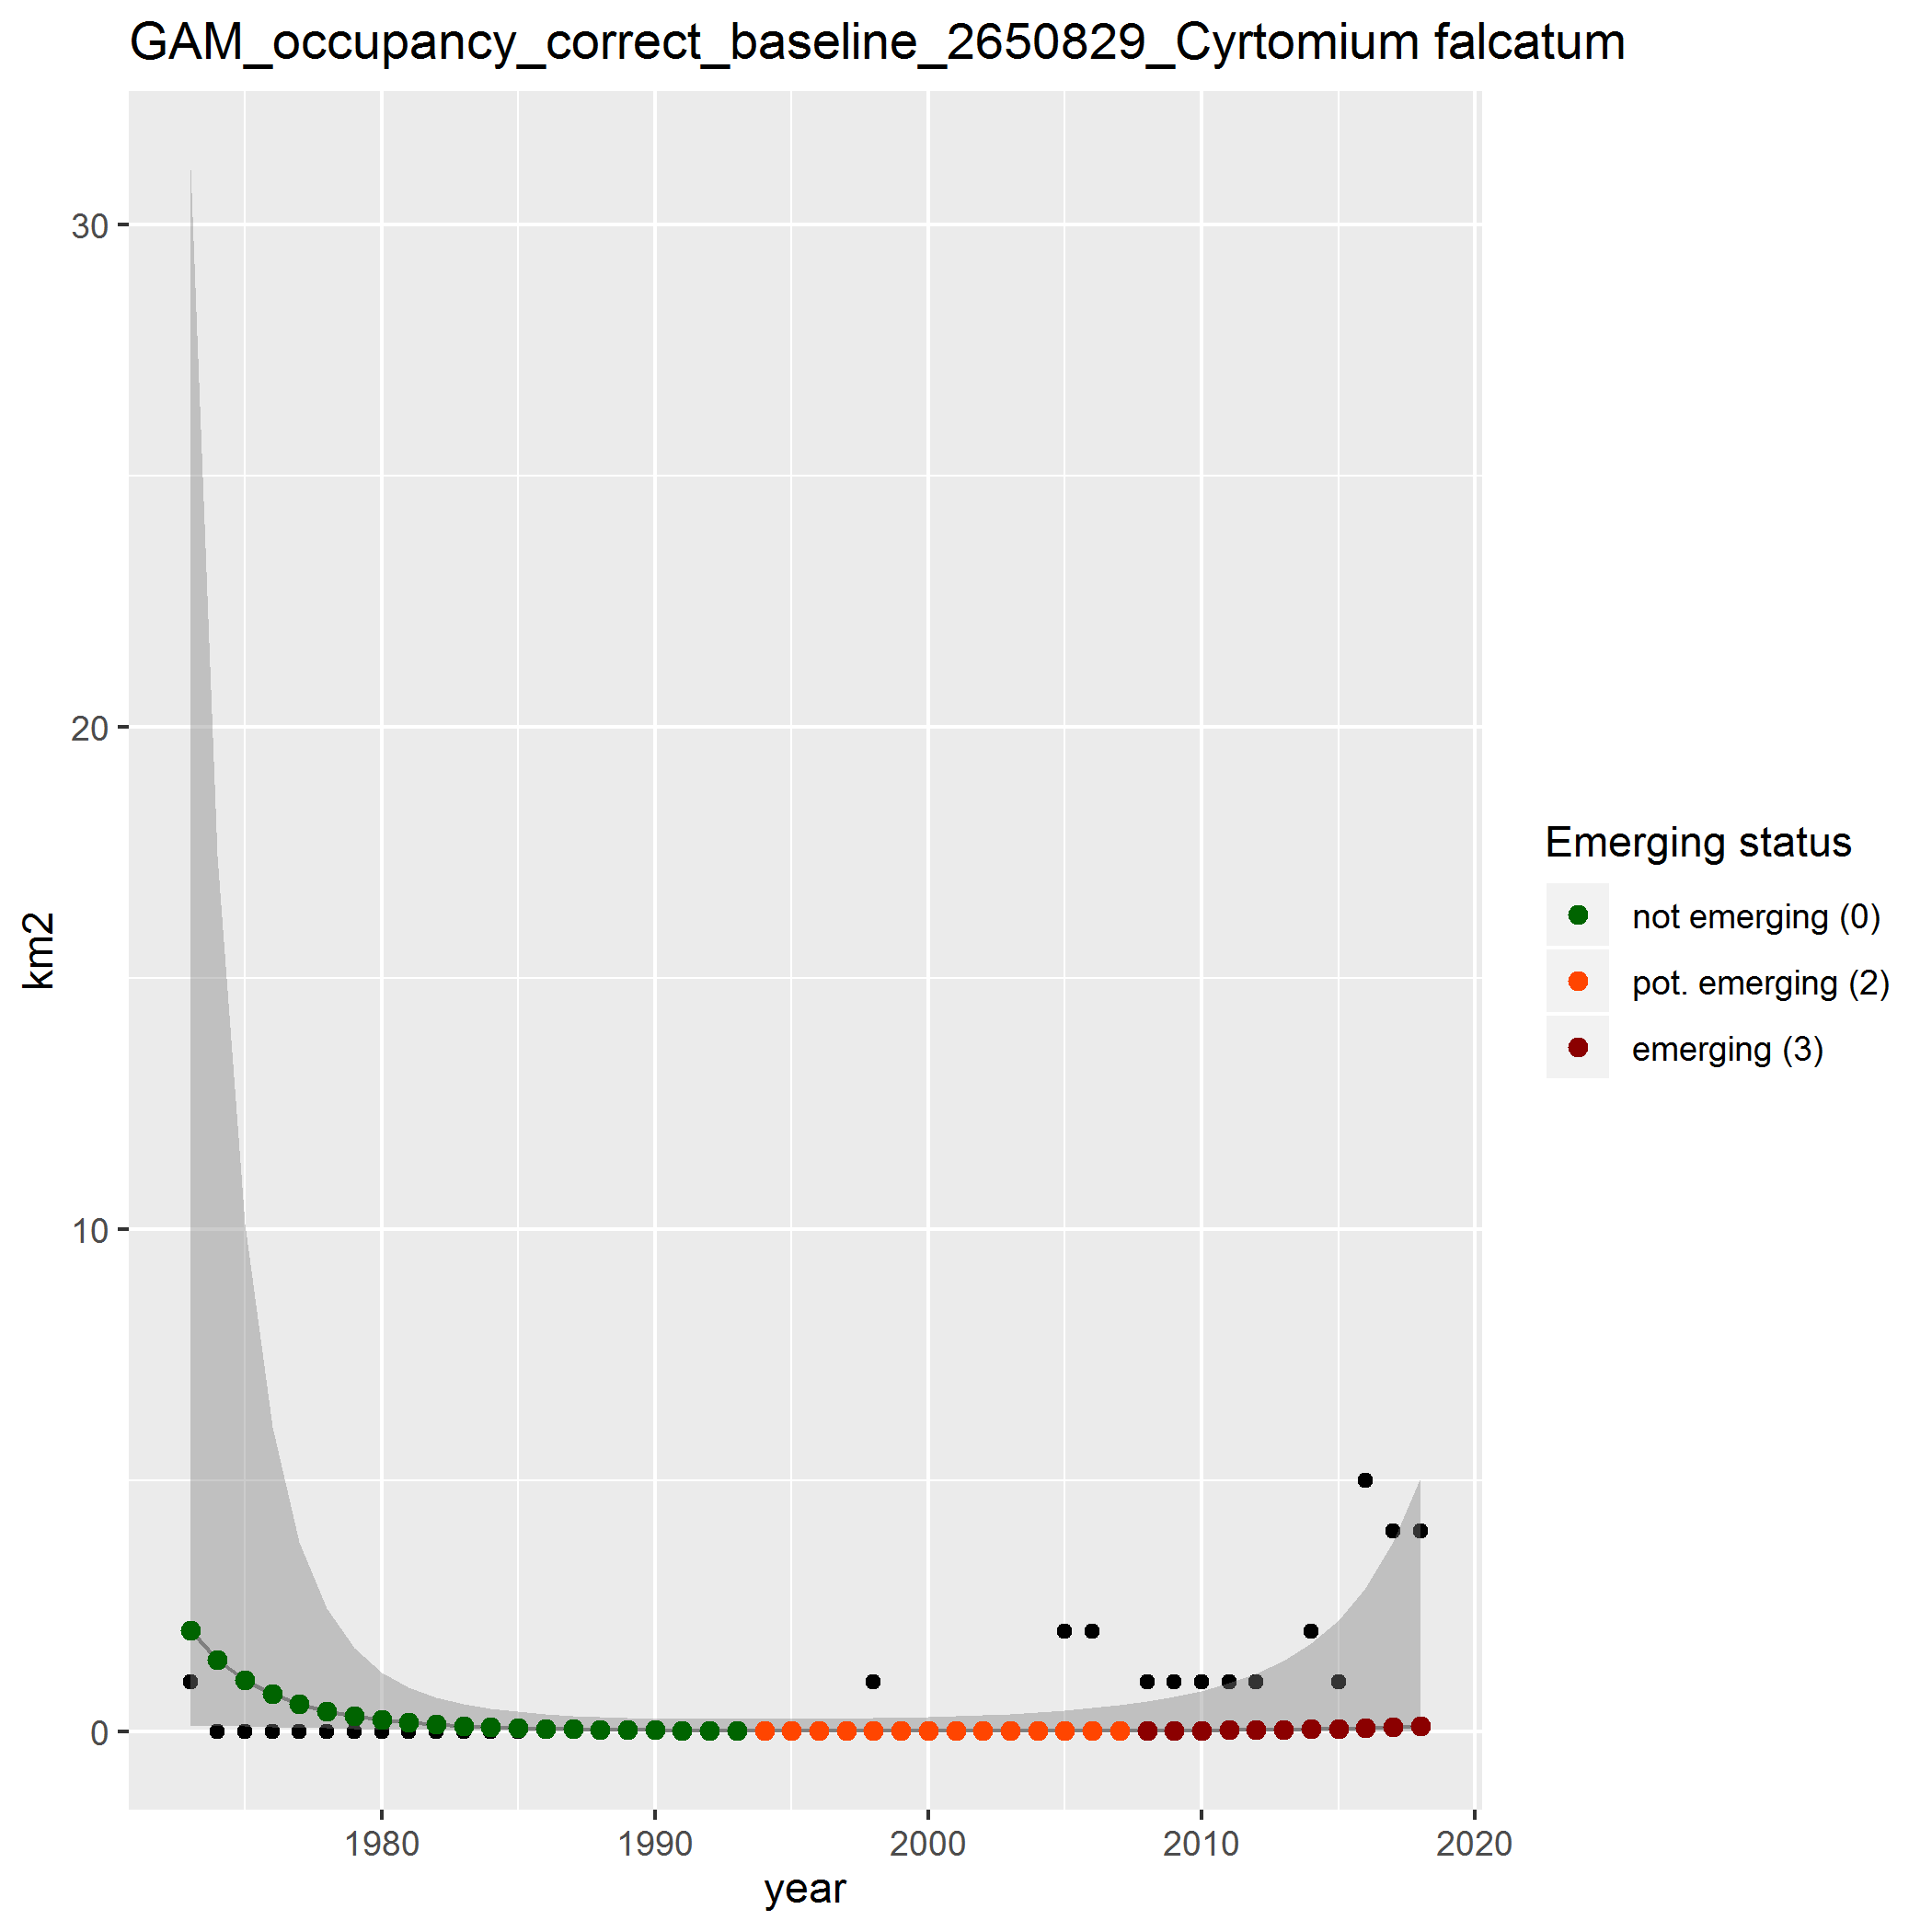 GAM_occupancy_correct_baseline_2650829_Cyrtomium falcatum
30
20
10
0
km2
1980 1990 2000 2010 2020
year
Emerging status
not emerging (0)
pot. emerging (2)
emerging (3)